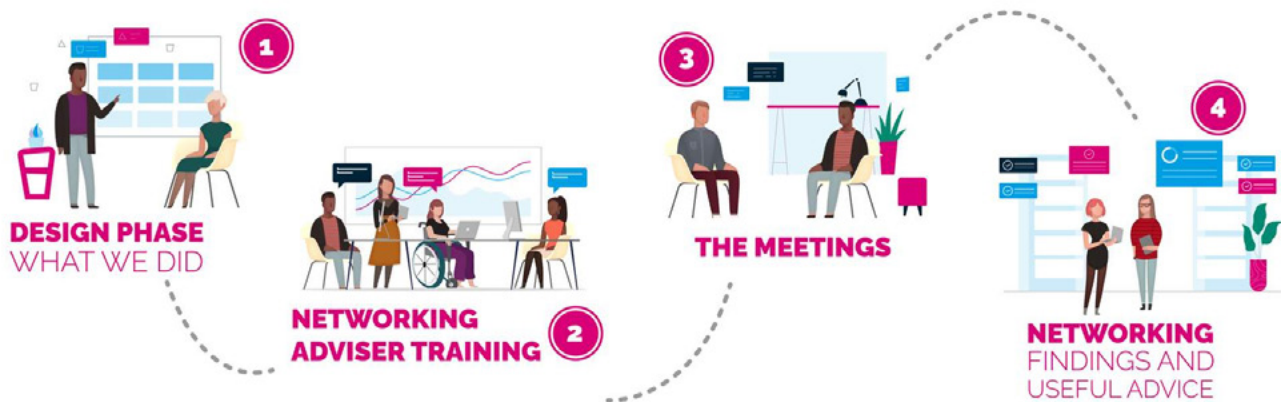 1
DESIGN PHASE
WHAT WE DID
NETWORKING
ADVISER TRAINING
2
3
THE MEETINGS
4
NETWORKING
FINDINGS AND
USEFUL ADVICE